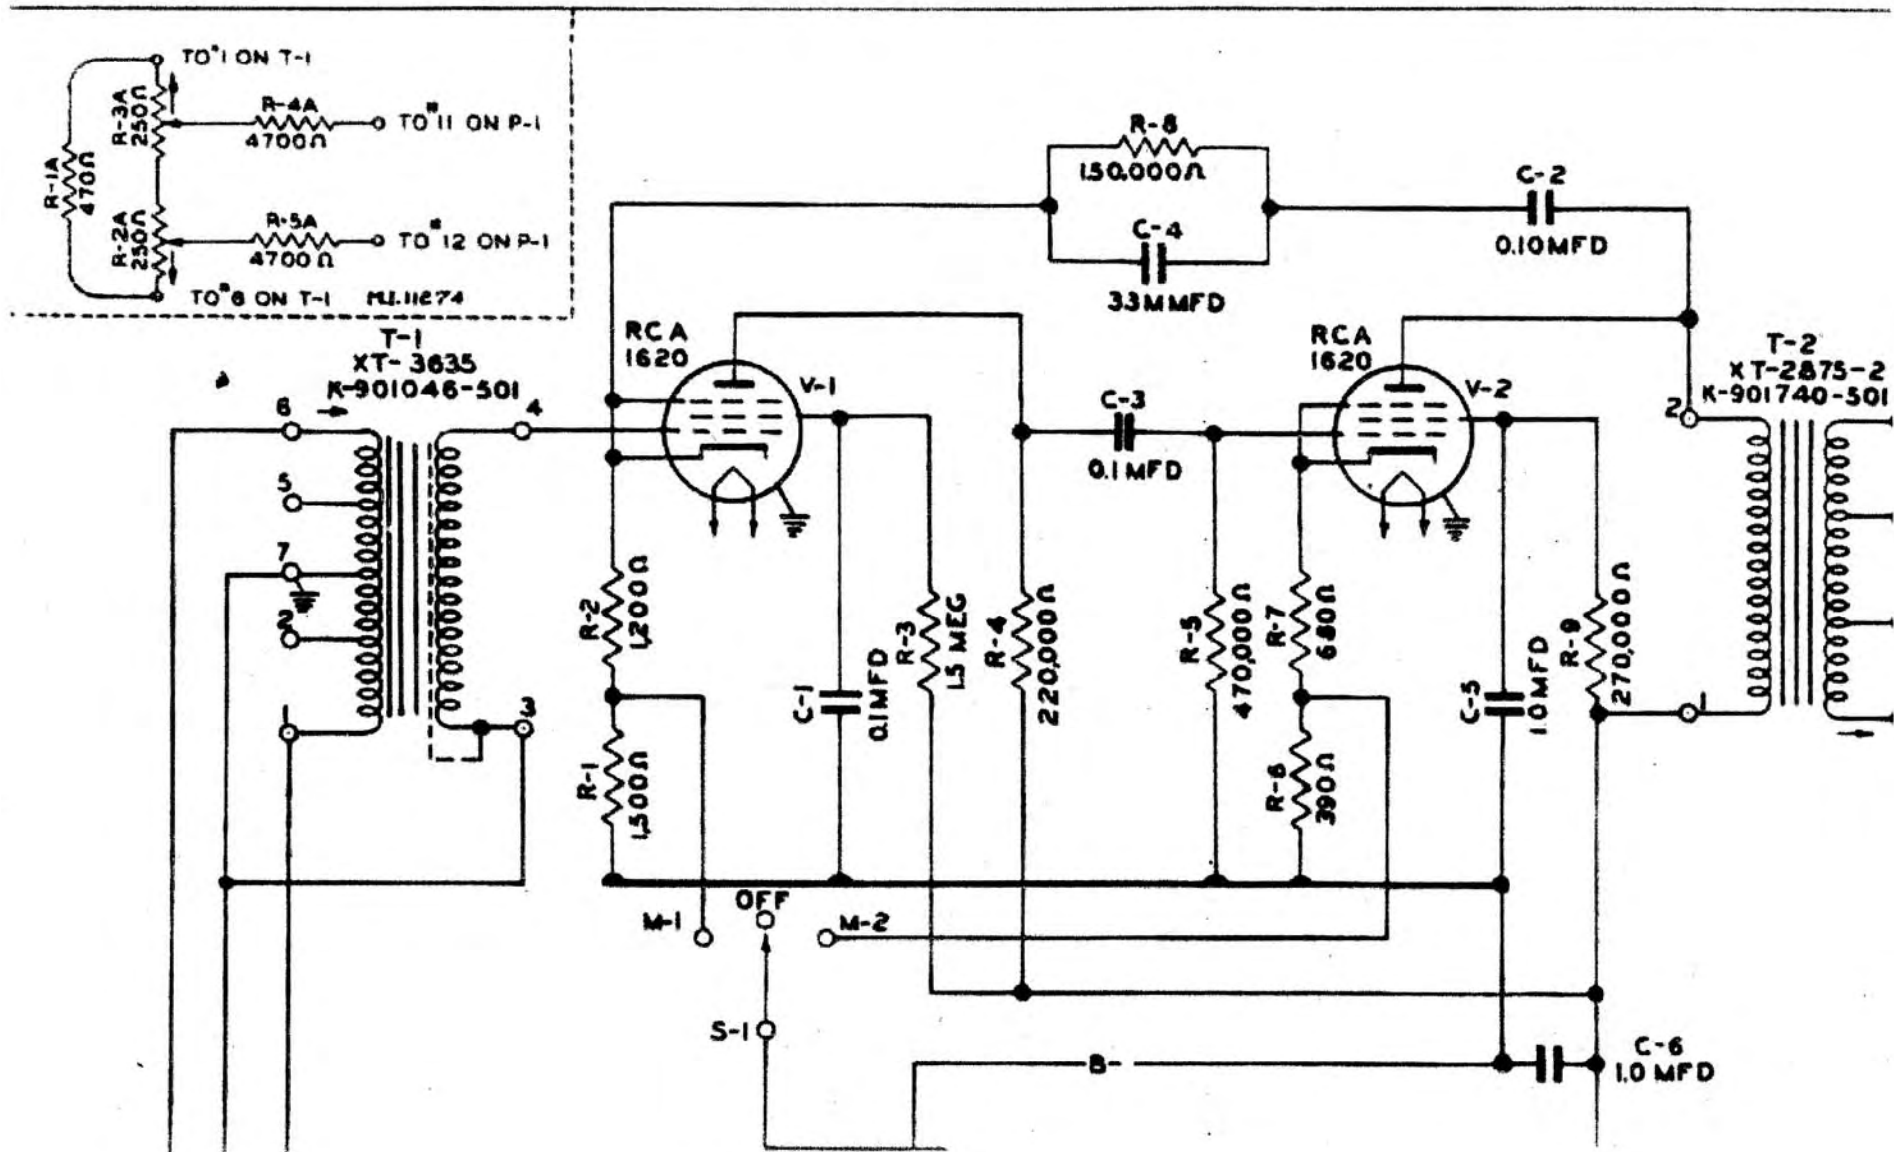 TO #1 ON T-1
R-3A
250Ω
R-4A
4700Ω
TO #11 ON P-1
R-1A
470Ω
R-2A
250Ω
R-5A
4700Ω
TO #12 ON P-1
TO #6 ON T-1
MI.11274
T-1
XT-3635
K-901046-501
6
5
7
2
1
4
3
RCA
1620
V-1
R-8
150,000Ω
C-4
33MMFD
C-2
0.10MFD
C-3
0.1MFD
RCA
1620
V-2
T-2
XT-2875-2
K-901740-501
2
1
R-2
1,200Ω
R-1
1,500Ω
C-1
0.1MFD
R-3
1.5 MEG
R-4
220,000Ω
R-5
470,000Ω
R-7
680Ω
R-6
390Ω
C-5
1.0MFD
R-9
270,000Ω
M-1
OFF
M-2
S-1
B-
C-6
1.0 MFD